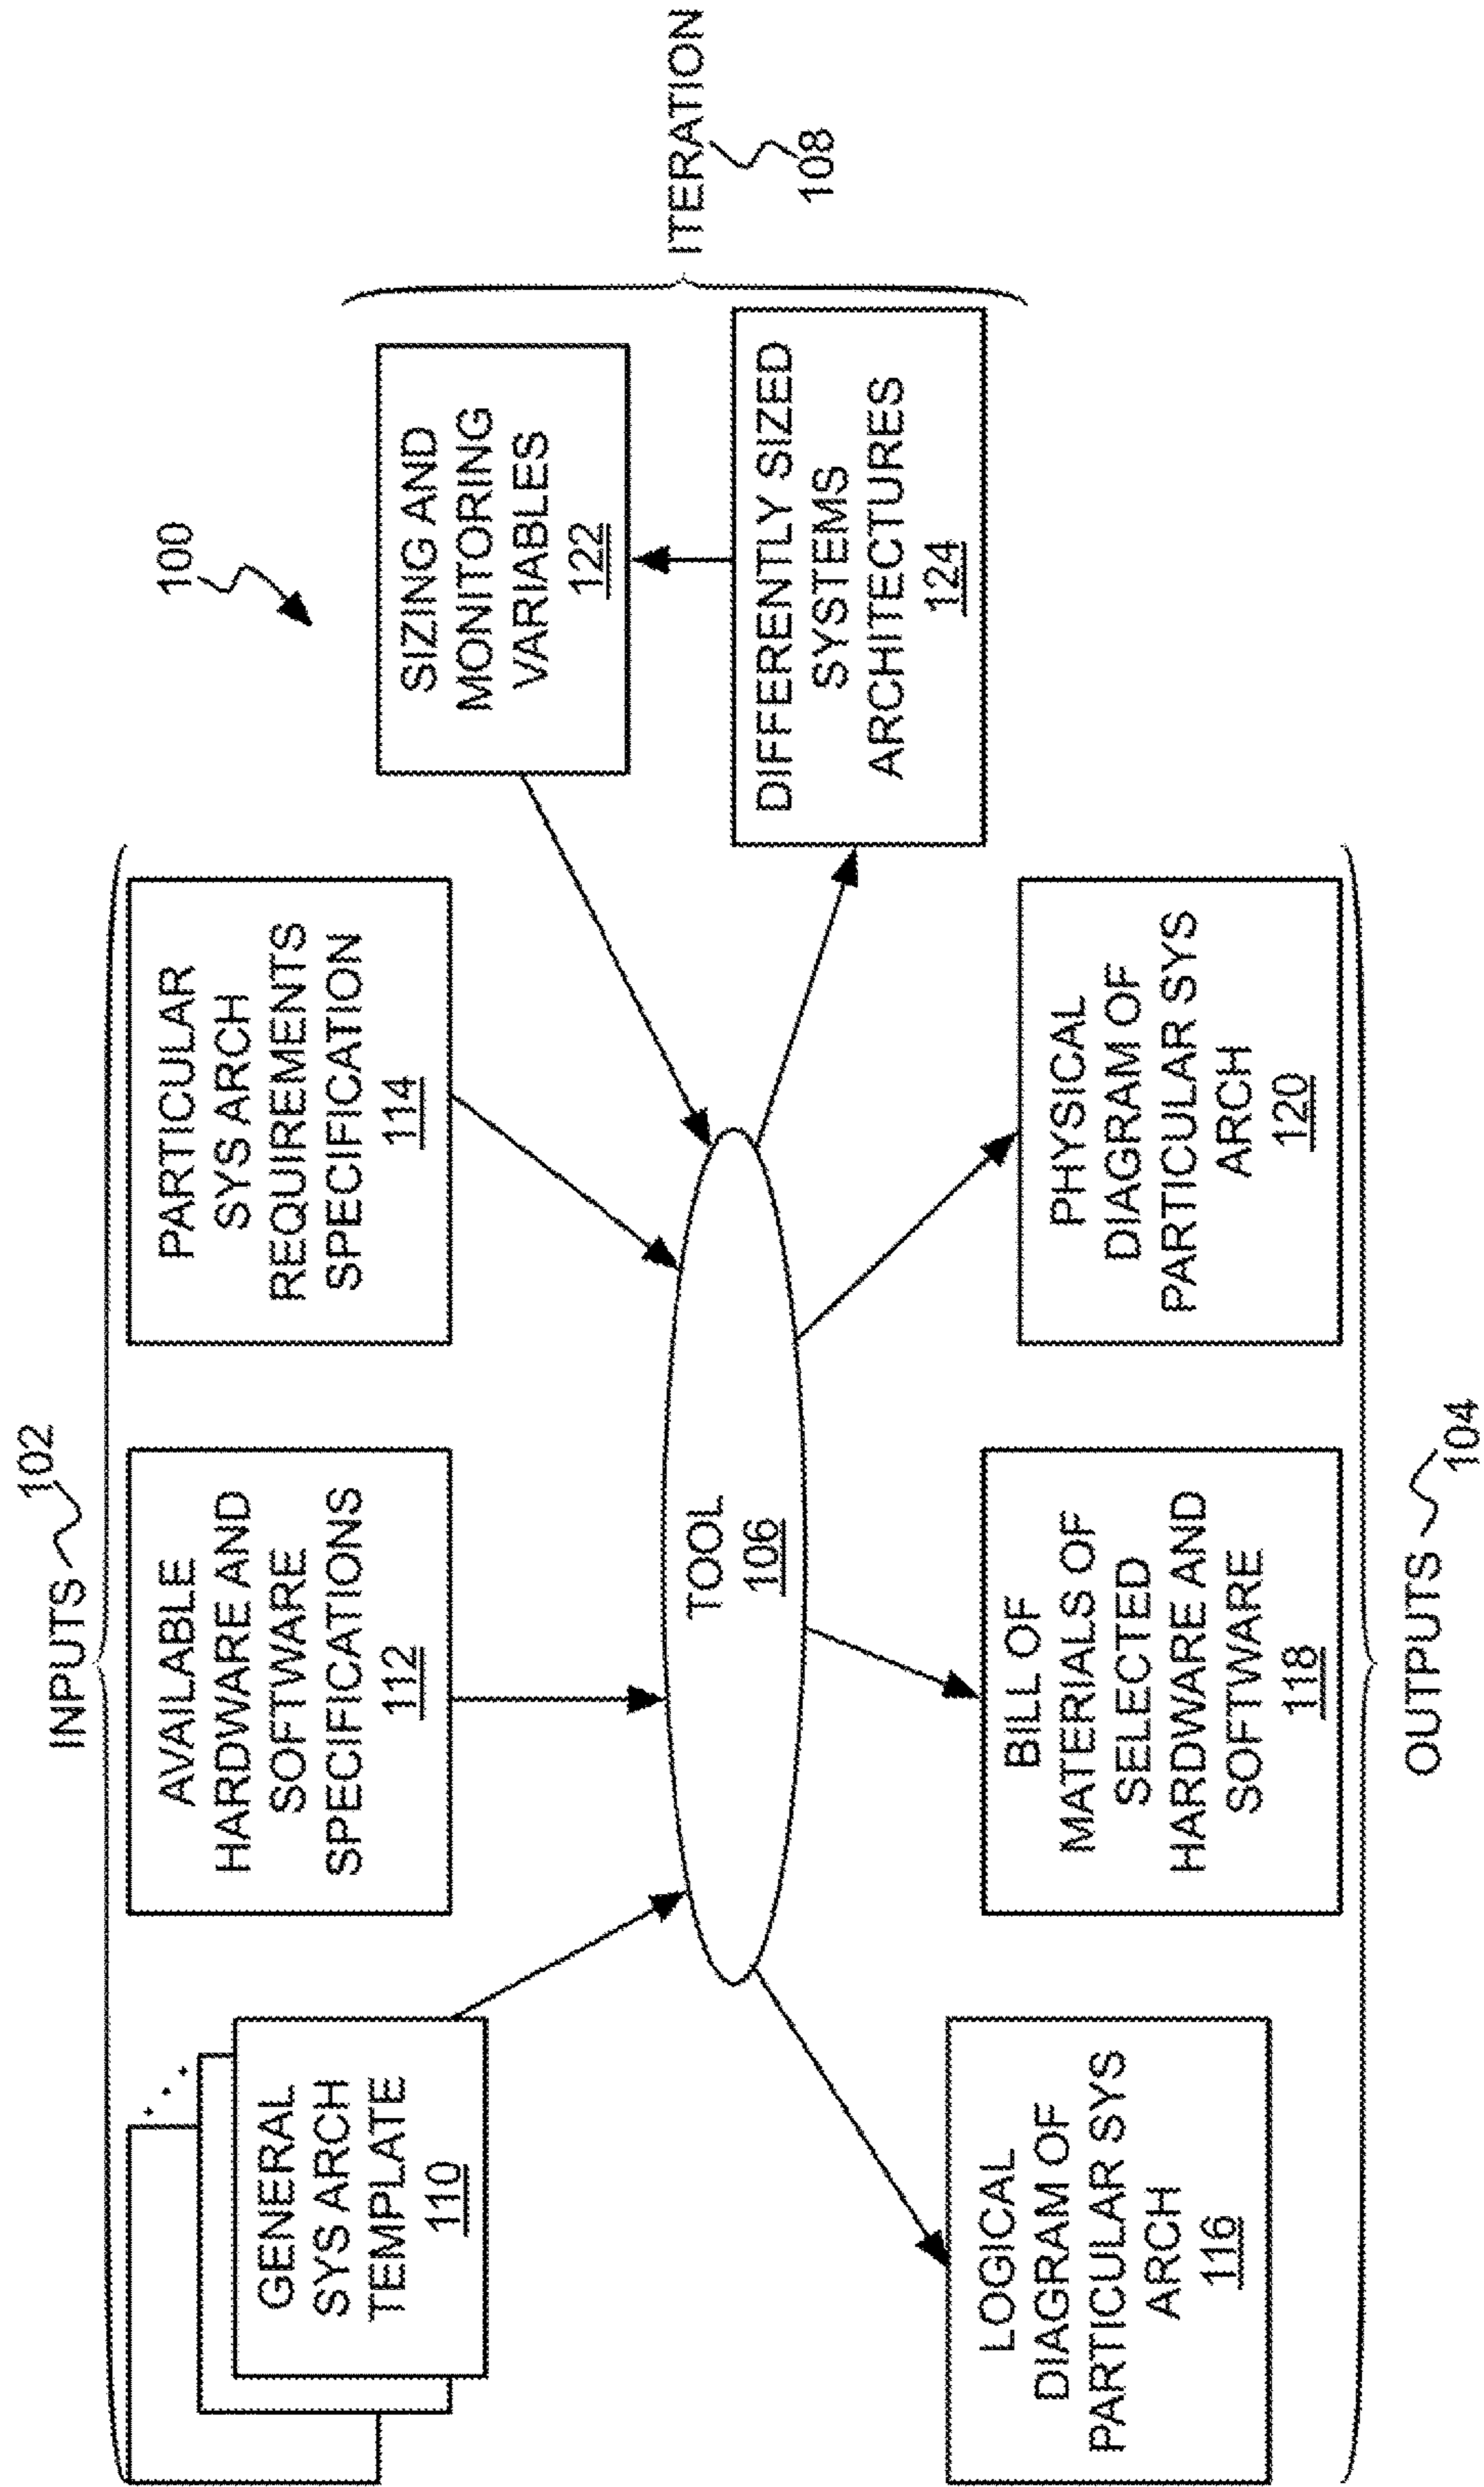 100
INPUTS 102
GENERAL
SYS ARCH
TEMPLATE
110
AVAILABLE
HARDWARE AND
SOFTWARE
SPECIFICATIONS
112
PARTICULAR
SYS ARCH
REQUIREMENTS
SPECIFICATION
114
SIZING AND
MONITORING
VARIABLES
122
ITERATION
108
TOOL
106
DIFFERENTLY SIZED
SYSTEMS
ARCHITECTURES
124
LOGICAL
DIAGRAM OF
PARTICULAR SYS
ARCH
116
BILL OF
MATERIALS OF
SELECTED
HARDWARE AND
SOFTWARE
118
PHYSICAL
DIAGRAM OF
PARTICULAR SYS
ARCH
120
OUTPUTS 104